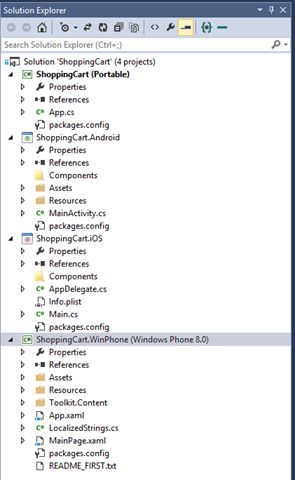 Solution Explorer
Search Solution Explorer (Ctrl+;)
Solution 'ShoppingCart' (4 projects)
ShoppingCart (Portable)
Properties
References
App.cs
packages.config
ShoppingCart.Android
Properties
References
Components
Assets
Resources
MainActivity.cs
packages.config
ShoppingCart.iOS
Properties
References
Components
AppDelegate.cs
Info.plist
Main.cs
packages.config
ShoppingCart.WinPhone (Windows Phone 8.0)
Properties
References
Assets
Resources
Toolkit.Content
App.xaml
LocalizedStrings.cs
MainPage.xaml
packages.config
README_FIRST.txt